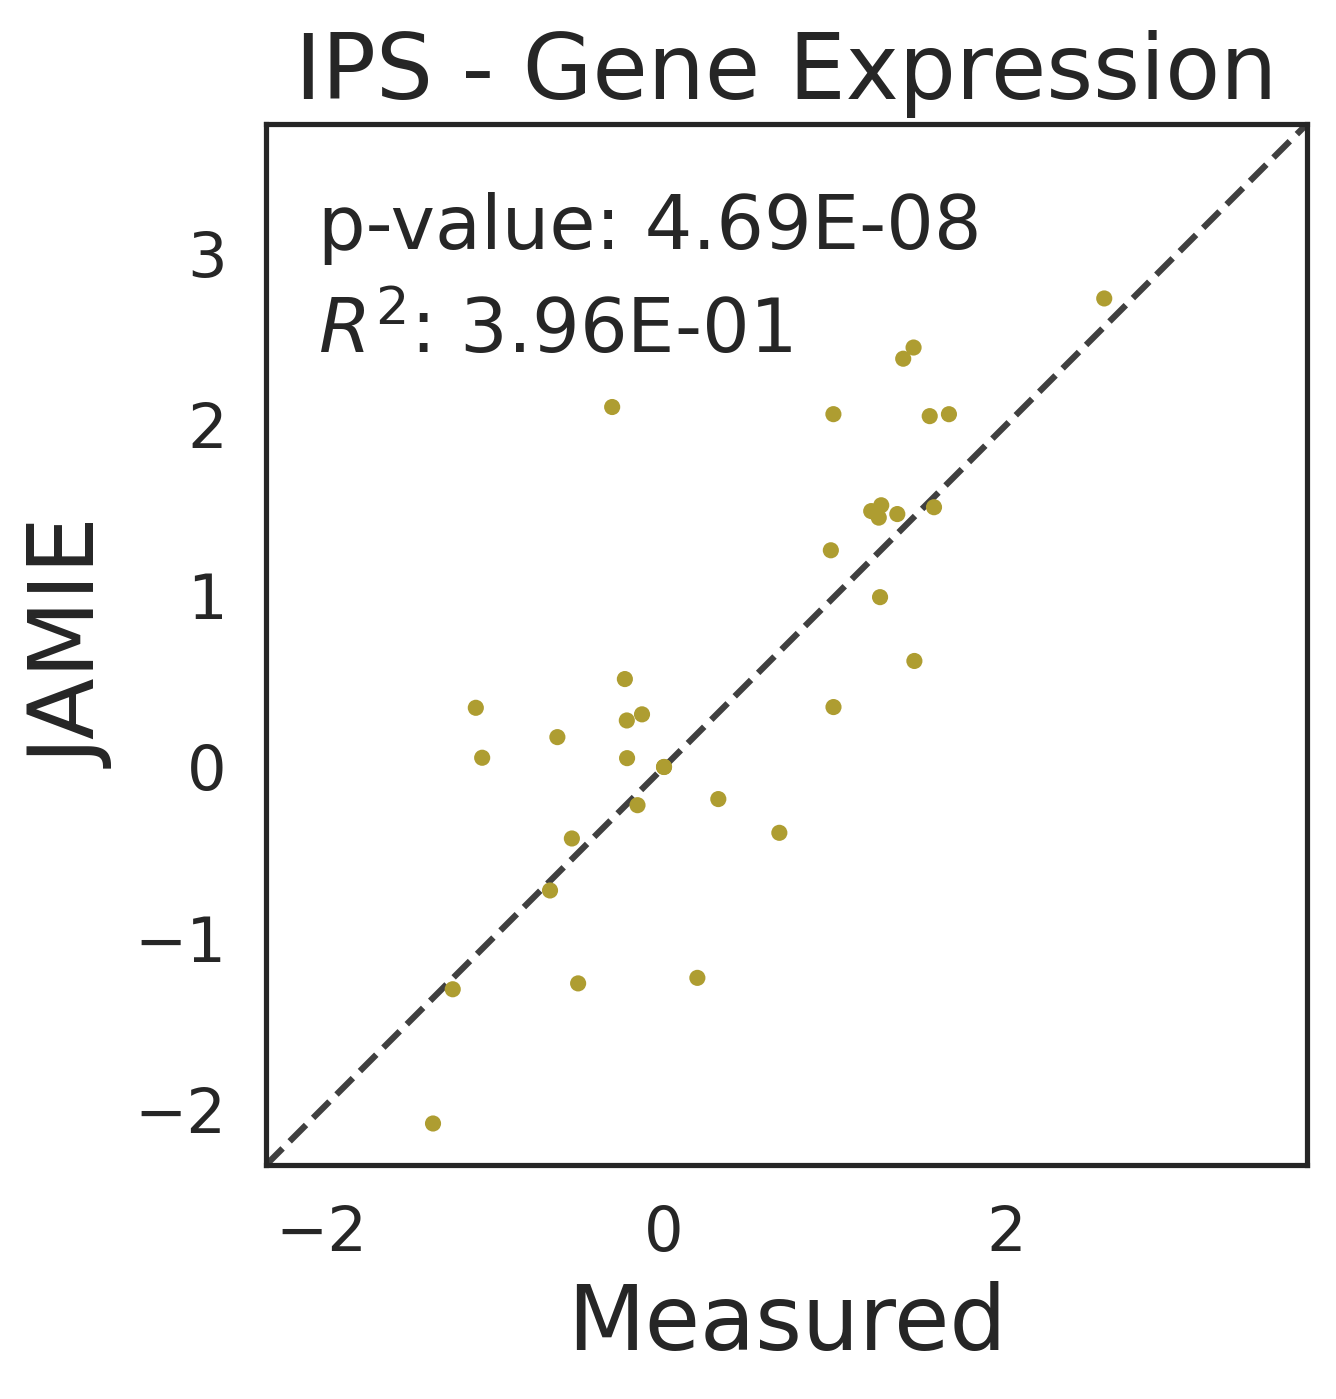 IPS - Gene Expression
p-value: 4.69E-08
R²: 3.96E-01
3
2
1
0
−1
−2
JAMIE
−2 0 2
Measured